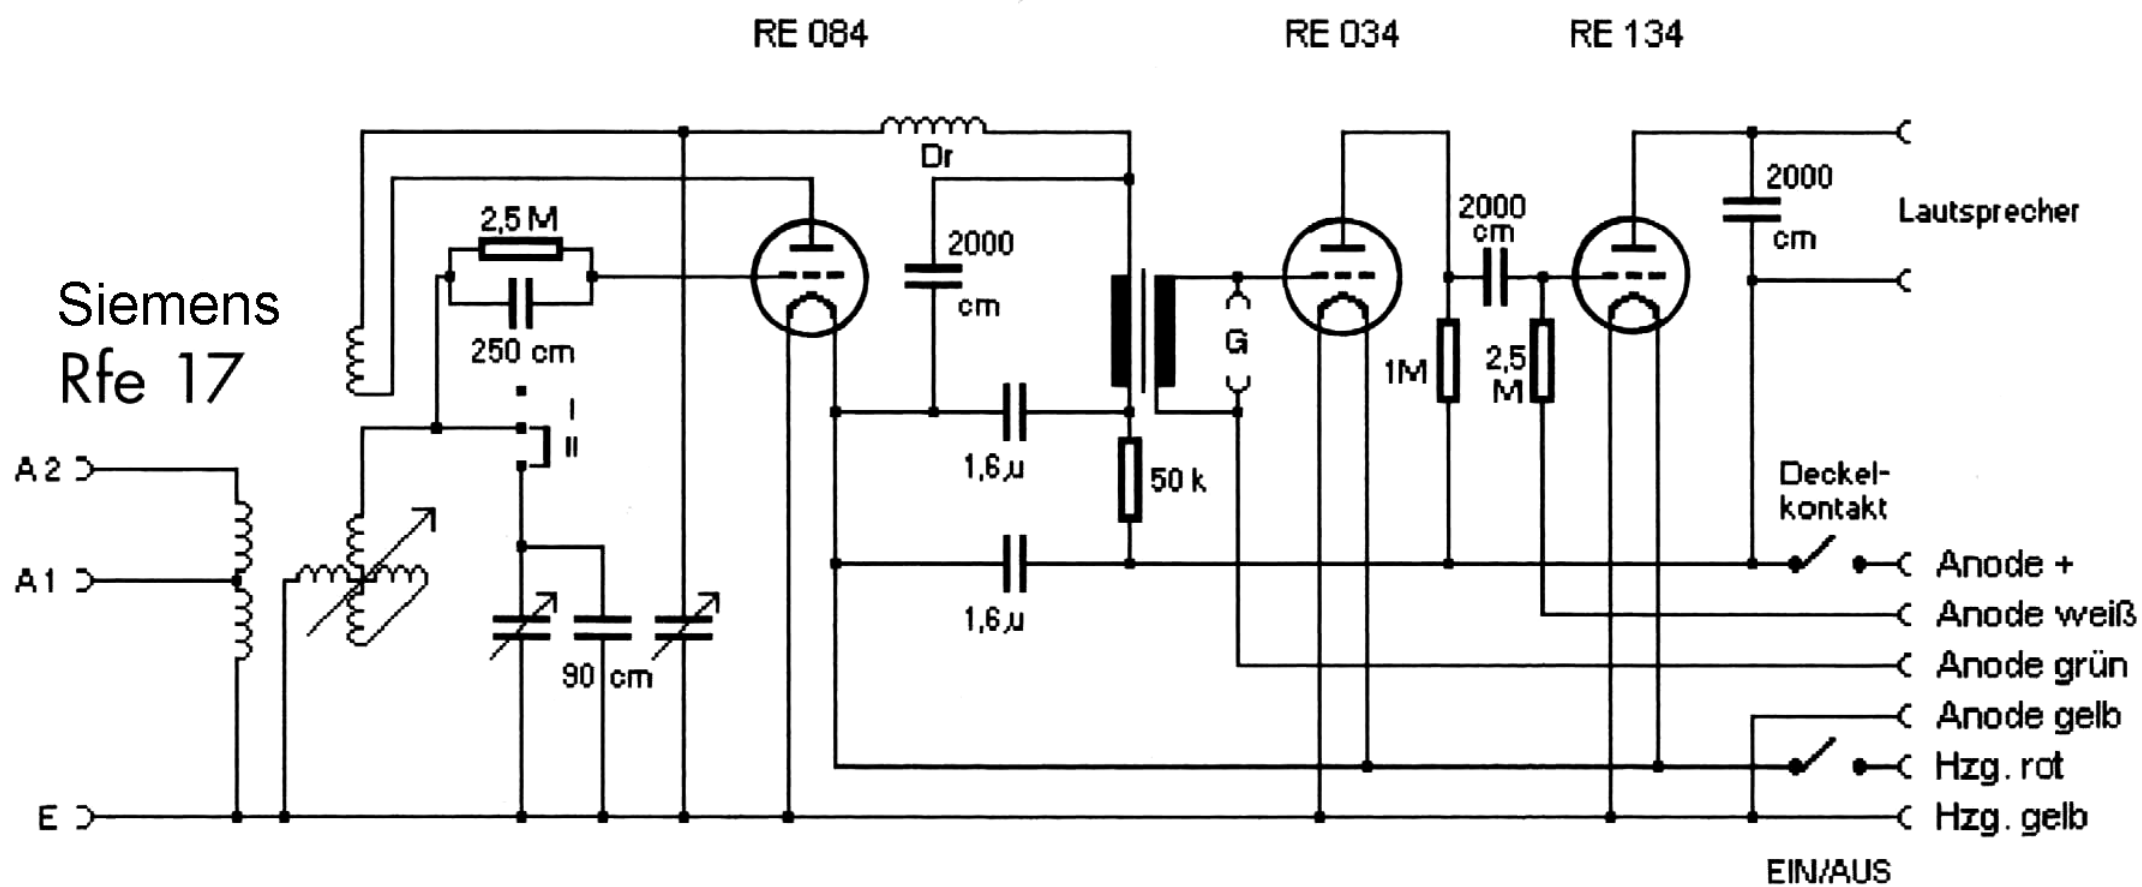 RE 084
RE 034
RE 134
Dr
2,5 M
2000
cm
2000
cm
2000
cm
Lautsprecher
Siemens
Rfe 17
250 cm
G
1M
2,5
M
I
II
A 2
1,6 µ
50 k
Deckel-
kontakt
A 1
Anode +
1,6 µ
Anode weiß
90 cm
Anode grün
Anode gelb
Hzg. rot
E
Hzg. gelb
EIN/AUS